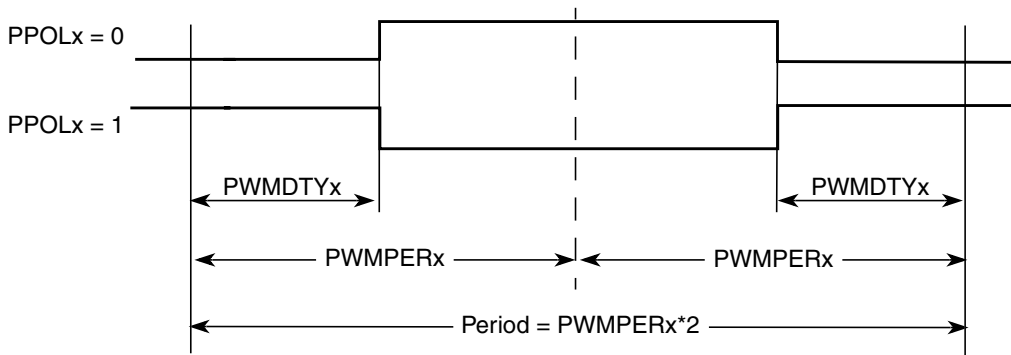 PPOLx = 0
PPOLx = 1
PWMDTYx
PWMDTYx
PWMPERx
PWMPERx
Period = PWMPERx*2